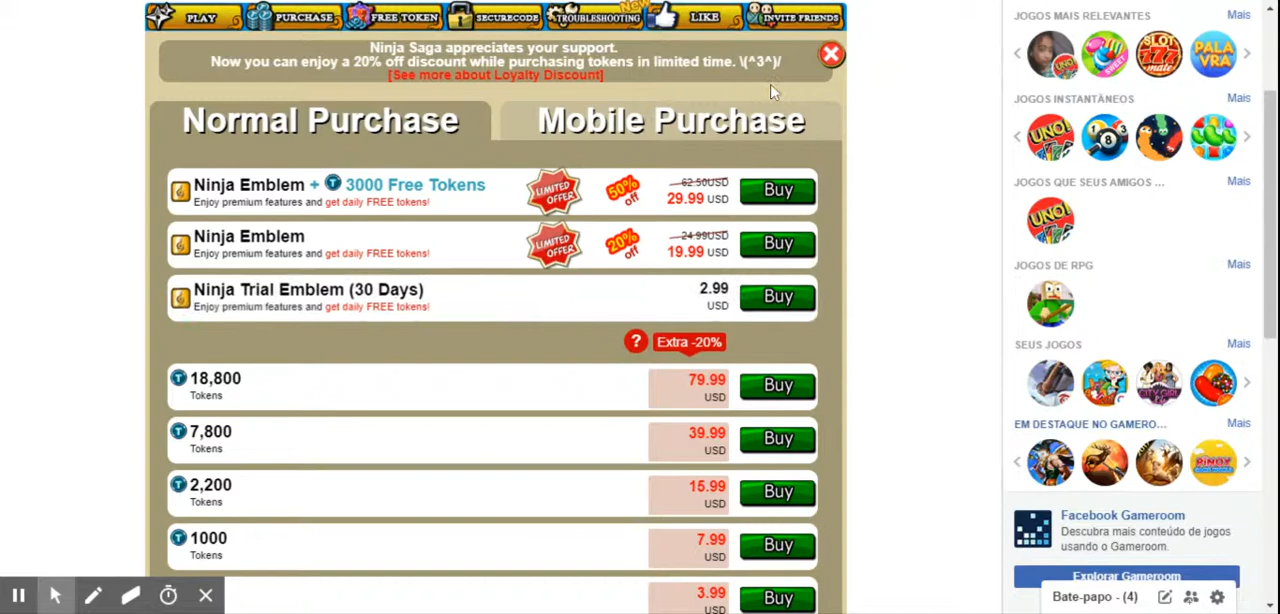 PLAY
PURCHASE
FREE TOKEN
SECURECODE
TROUBLESHOOTING
New
LIKE
INVITE FRIENDS
Ninja Saga appreciates your support.
Now you can enjoy a 20% off discount while purchasing tokens in limited time. \(^3^)/
[See more about Loyalty Discount]
Normal Purchase
Mobile Purchase
Ninja Emblem + T 3000 Free Tokens
Enjoy premium features and get daily FREE tokens!
LIMITED OFFER
50% off
62.50USD
29.99 USD
Buy
Ninja Emblem
Enjoy premium features and get daily FREE tokens!
LIMITED OFFER
20% off
24.99USD
19.99 USD
Buy
Ninja Trial Emblem (30 Days)
Enjoy premium features and get daily FREE tokens!
2.99
USD
Buy
? Extra -20%
T 18,800
Tokens
79.99
USD
Buy
T 7,800
Tokens
39.99
USD
Buy
T 2,200
Tokens
15.99
USD
Buy
T 1000
Tokens
7.99
USD
Buy
3.99
USD
Buy
JOGOS MAIS RELEVANTES
Mais
SWEET
SLOT
777
mate
PALA
VRA
JOGOS INSTANTÂNEOS
Mais
UNO!
8
JOGOS QUE SEUS AMIGOS ...
Mais
UNO!
JOGOS DE RPG
Mais
SEUS JOGOS
Mais
CITY GIRL
EM DESTAQUE NO GAMERO...
Mais
Facebook Gameroom
Descubra mais conteúdo de jogos
usando o Gameroom.
Explorar Gameroom
Bate-papo - (4)